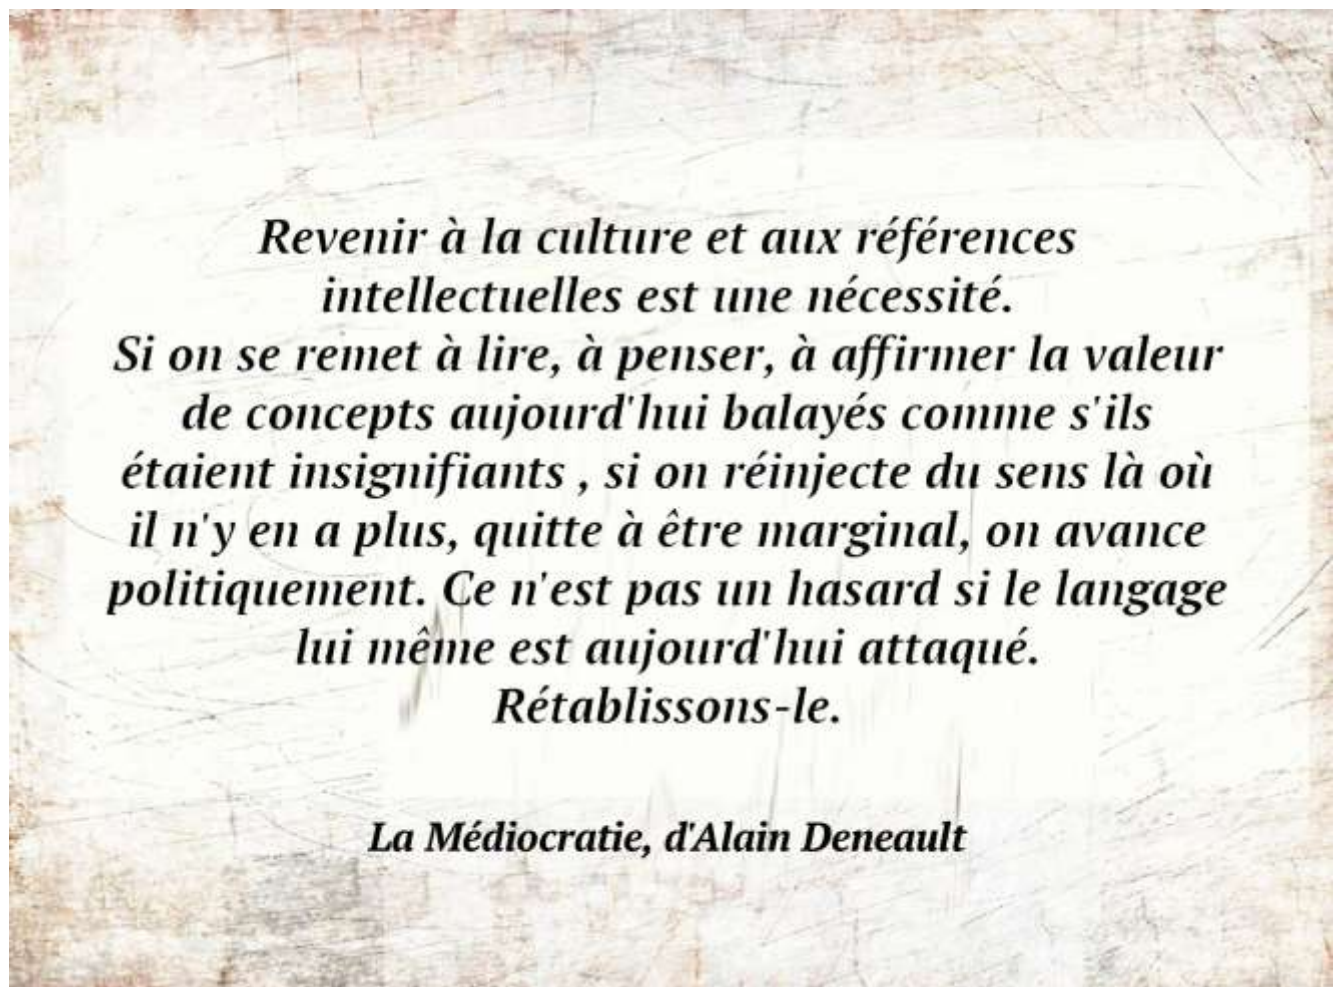 Revenir à la culture et aux références
intellectuelles est une nécessité.
Si on se remet à lire, à penser, à affirmer la valeur
de concepts aujourd'hui balayés comme s'ils
étaient insignifiants , si on réinjecte du sens là où
il n'y en a plus, quitte à être marginal, on avance
politiquement. Ce n'est pas un hasard si le langage
lui même est aujourd'hui attaqué.
Rétablissons-le.
La Médiocratie, d'Alain Deneault